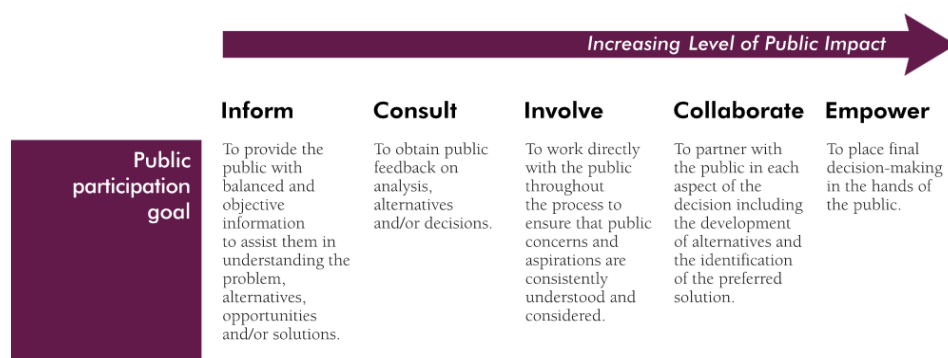 Increasing Level of Public Impact
Inform
Consult
Involve
Collaborate
Empower
Public
participation
goal
To provide the
public with
balanced and
objective
information
to assist them in
understanding the
problem,
alternatives,
opportunities
and/or solutions.
To obtain public
feedback on
analysis,
alternatives
and/or decisions.
To work directly
with the public
throughout
the process to
ensure that public
concerns and
aspirations are
consistently
understood and
considered.
To partner with
the public in each
aspect of the
decision including
the development
of alternatives and
the identification
of the preferred
solution.
To place final
decision-making
in the hands of
the public.